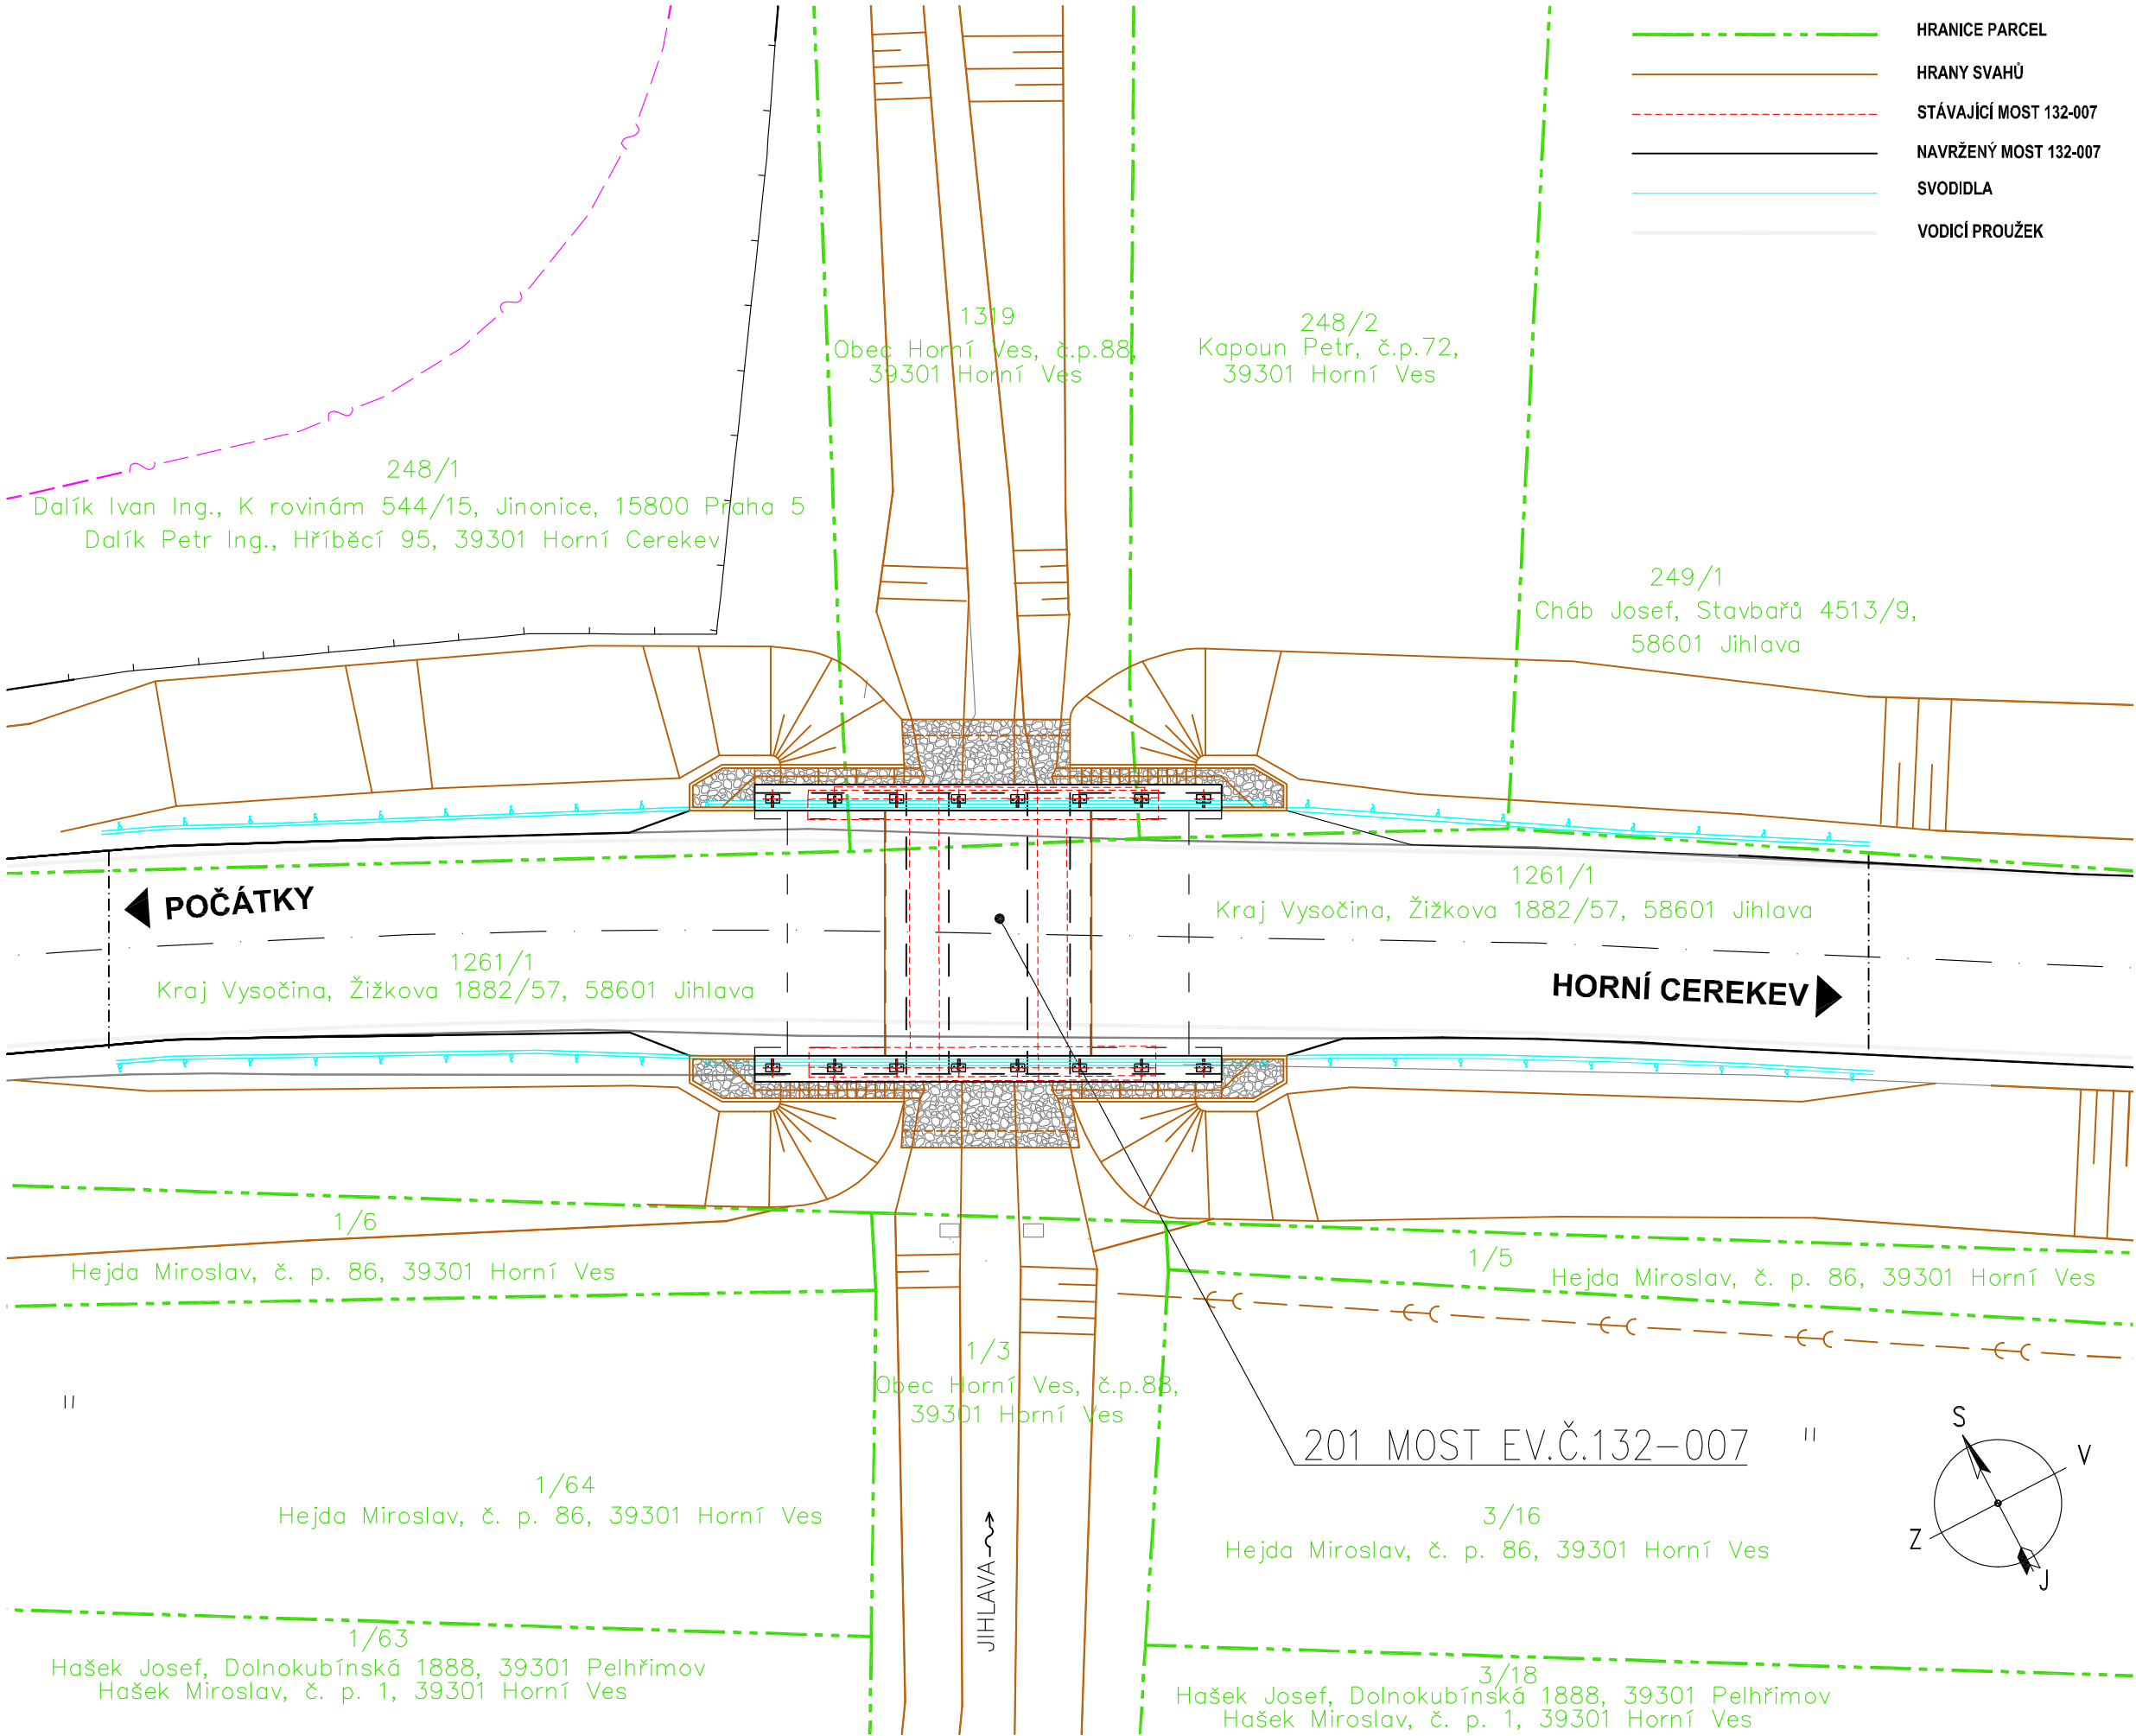 HRANICE PARCEL
HRANY SVAHŮ
STÁVAJÍCÍ MOST 132-007
NAVRŽENÝ MOST 132-007
SVODIDLA
VODICÍ PROUŽEK
1319
Obec Horní Ves, č.p.88,
39301 Horní Ves
248/2
Kapoun Petr, č.p.72,
39301 Horní Ves
248/1
Dalík Ivan Ing., K rovinám 544/15, Jinonice, 15800 Praha 5
Dalík Petr Ing., Hříběcí 95, 39301 Horní Cerekev
249/1
Cháb Josef, Stavbařů 4513/9,
58601 Jihlava
POČÁTKY
1261/1
Kraj Vysočina, Žižkova 1882/57, 58601 Jihlava
1261/1
Kraj Vysočina, Žižkova 1882/57, 58601 Jihlava
HORNÍ CEREKEV
1/6
Hejda Miroslav, č. p. 86, 39301 Horní Ves
1/5
Hejda Miroslav, č. p. 86, 39301 Horní Ves
1/3
Obec Horní Ves, č.p.88,
39301 Horní Ves
201 MOST EV.Č.132-007
1/64
Hejda Miroslav, č. p. 86, 39301 Horní Ves
3/16
Hejda Miroslav, č. p. 86, 39301 Horní Ves
S
V
Z
J
JIHLAVA
1/63
Hašek Josef, Dolnokubínská 1888, 39301 Pelhřimov
Hašek Miroslav, č. p. 1, 39301 Horní Ves
3/18
Hašek Josef, Dolnokubínská 1888, 39301 Pelhřimov
Hašek Miroslav, č. p. 1, 39301 Horní Ves